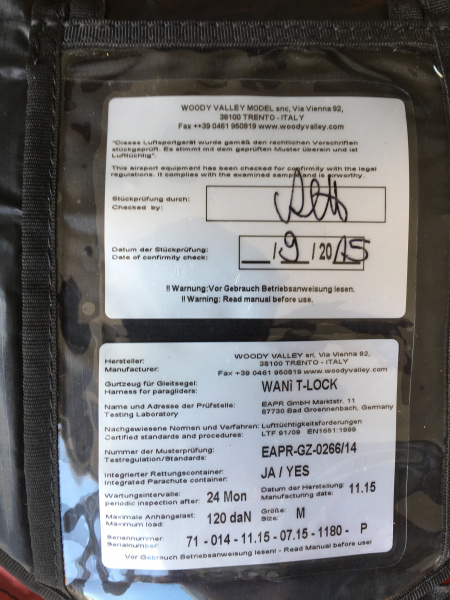 WOODY VALLEY MODEL snc, Via Vienna 92,
38100 TRENTO - ITALY
Fax ++39 0461 950819 www.woodyvalley.com
"Dieses Luftsportgerät wurde gemäß den rechtlichen Vorschriften
stückgeprüft. Es stimmt mit dem geprüften Muster überein und ist
Lufttüchtig".
This airsport equipment has been checked for confirmity with the legal
regulations. It complies with the examined sample and is airworthy.
Stückprüfung durch:
Checked by:
Datum der Stückprüfung: __/9/2015
Date of confirmity check:
!! Warnung:Vor Gebrauch Betriebsanweisung lesen.
!! Warning: Read manual before use.
Hersteller: WOODY VALLEY srl, Via Vienna 92,
Manufacturer: 38100 TRENTO - ITALY
Fax +39 0461 950819 www.woodyvalley.com
Gurtzeug für Gleitsegel: WANi T-LOCK
Harness for paragliders:
Name und Adresse der Prüfstelle: EAPR GmbH Marktstr. 11
Testing Laboratory 87730 Bad Groennenbach, Germany
Nachgewiesene Normen und Verfahren: Lufttüchtigkeitsforderungen
Certified standards and procedures: LTF 91/09 EN1651:1999
Nummer der Musterprüfung: EAPR-GZ-0266/14
Testregulation/Standards:
Integrierter Rettungscontainer: JA / YES
Integrated Parachute container
Wartungsintervalle: 24 Mon Datum der Herstellung: 11.15
periodic inspection after: Manufacturing date:
Maximale Anhängelast: 120 daN Größe: M
Maximum load: Size:
Seriennummer: 71 - 014 - 11.15 - 07.15 - 1180 - P
Serialnumber:
Vor Gebrauch Betriebsanweisung lesen! - Read Manual before use!